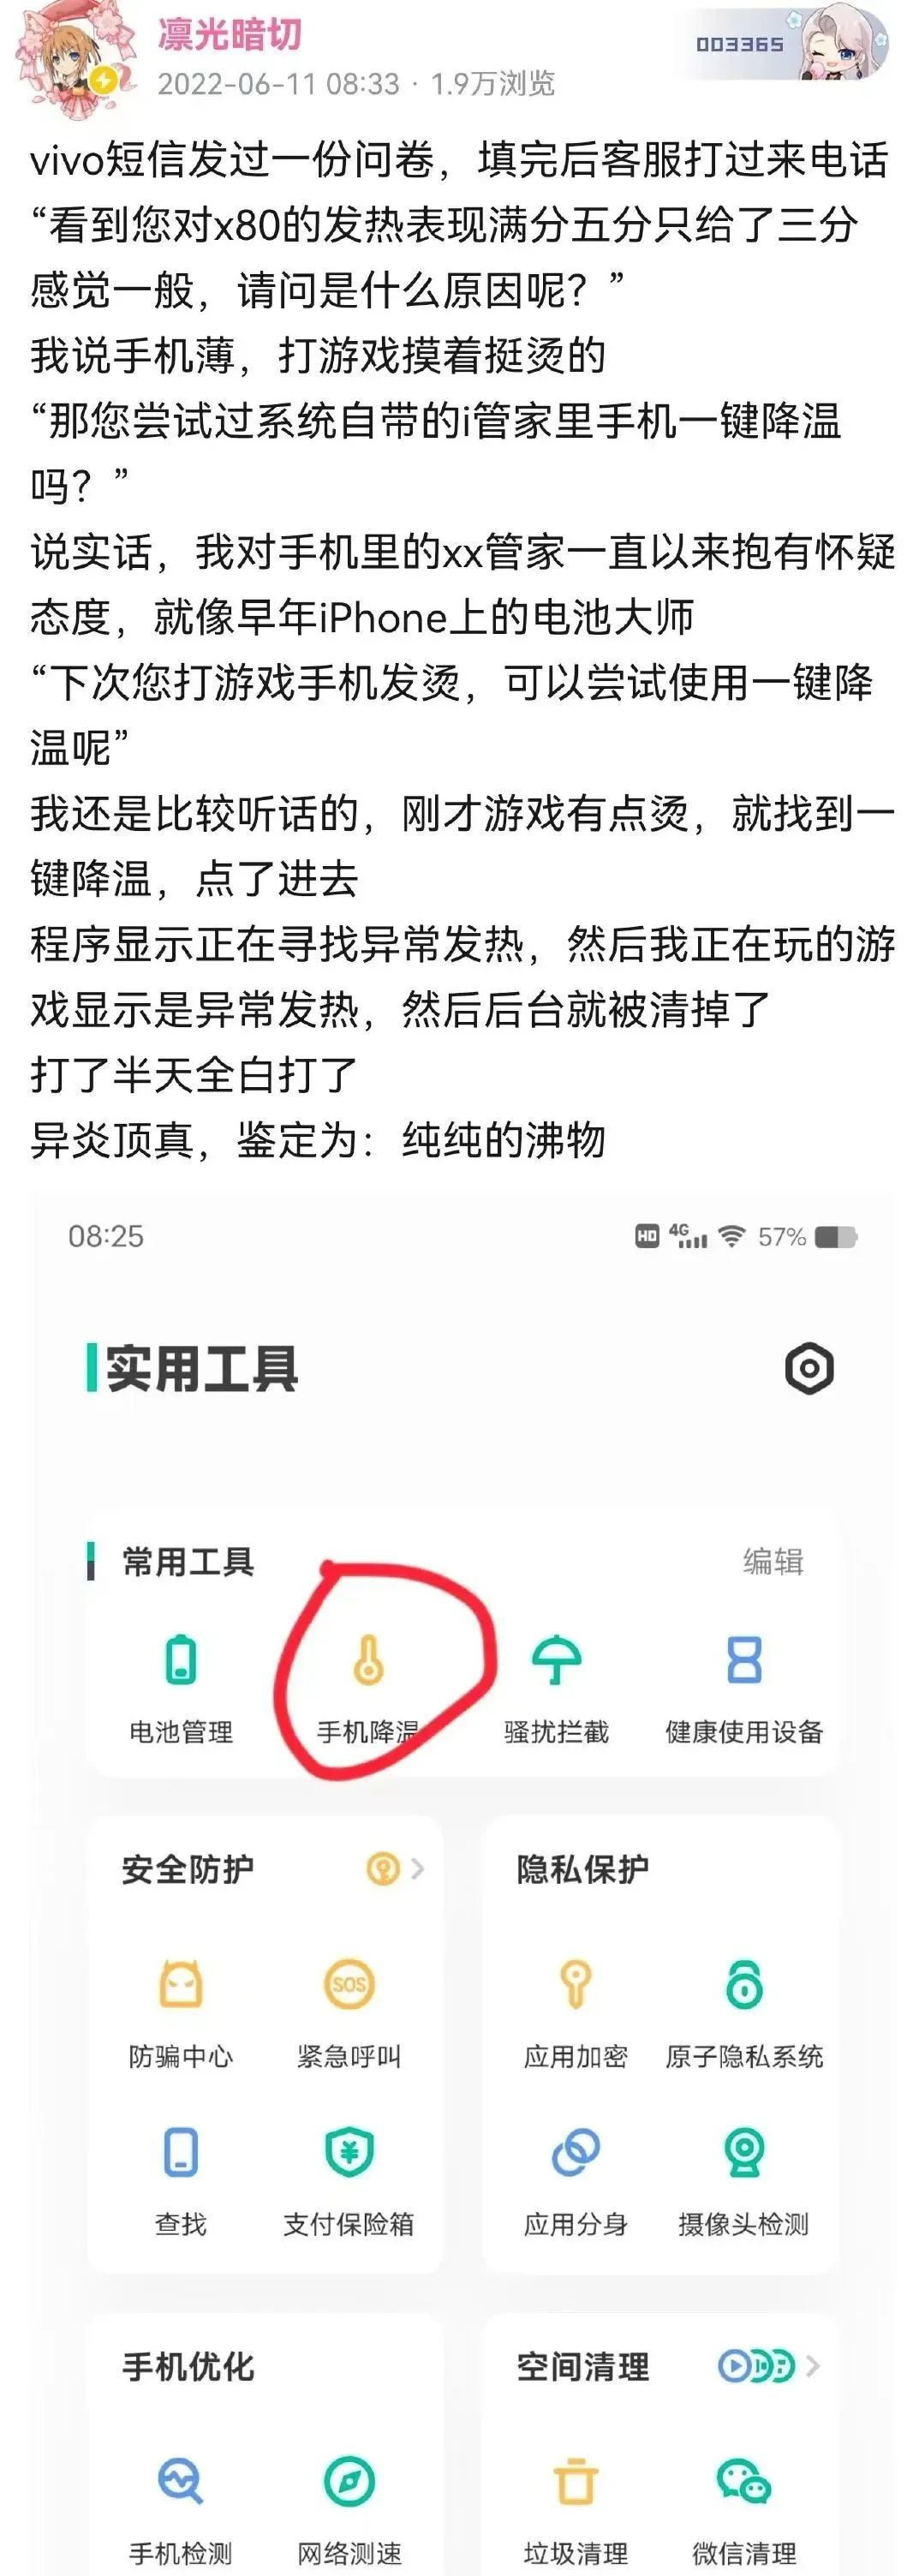 凛光暗切
003365
2022-06-11 08:33 · 1.9万浏览
vivo短信发过一份问卷，填完后客服打过来电话
“看到您对x80的发热表现满分五分只给了三分
感觉一般，请问是什么原因呢？”
我说手机薄，打游戏摸着挺烫的
“那您尝试过系统自带的i管家里手机一键降温
吗？”
说实话，我对手机里的xx管家一直以来抱有怀疑
态度，就像早年iPhone上的电池大师
“下次您打游戏手机发烫，可以尝试使用一键降
温呢”
我还是比较听话的，刚才游戏有点烫，就找到一
键降温，点了进去
程序显示正在寻找异常发热，然后我正在玩的游
戏显示是异常发热，然后后台就被清掉了
打了半天全白打了
异炎顶真，鉴定为：纯纯的沸物
08:25
HD 4G 57%
实用工具
常用工具 编辑
电池管理 手机降温 骚扰拦截 健康使用设备
安全防护 隐私保护
SOS
防骗中心 紧急呼叫 应用加密 原子隐私系统
¥
查找 支付保险箱 应用分身 摄像头检测
手机优化 空间清理
手机检测 网络测速 垃圾清理 微信清理